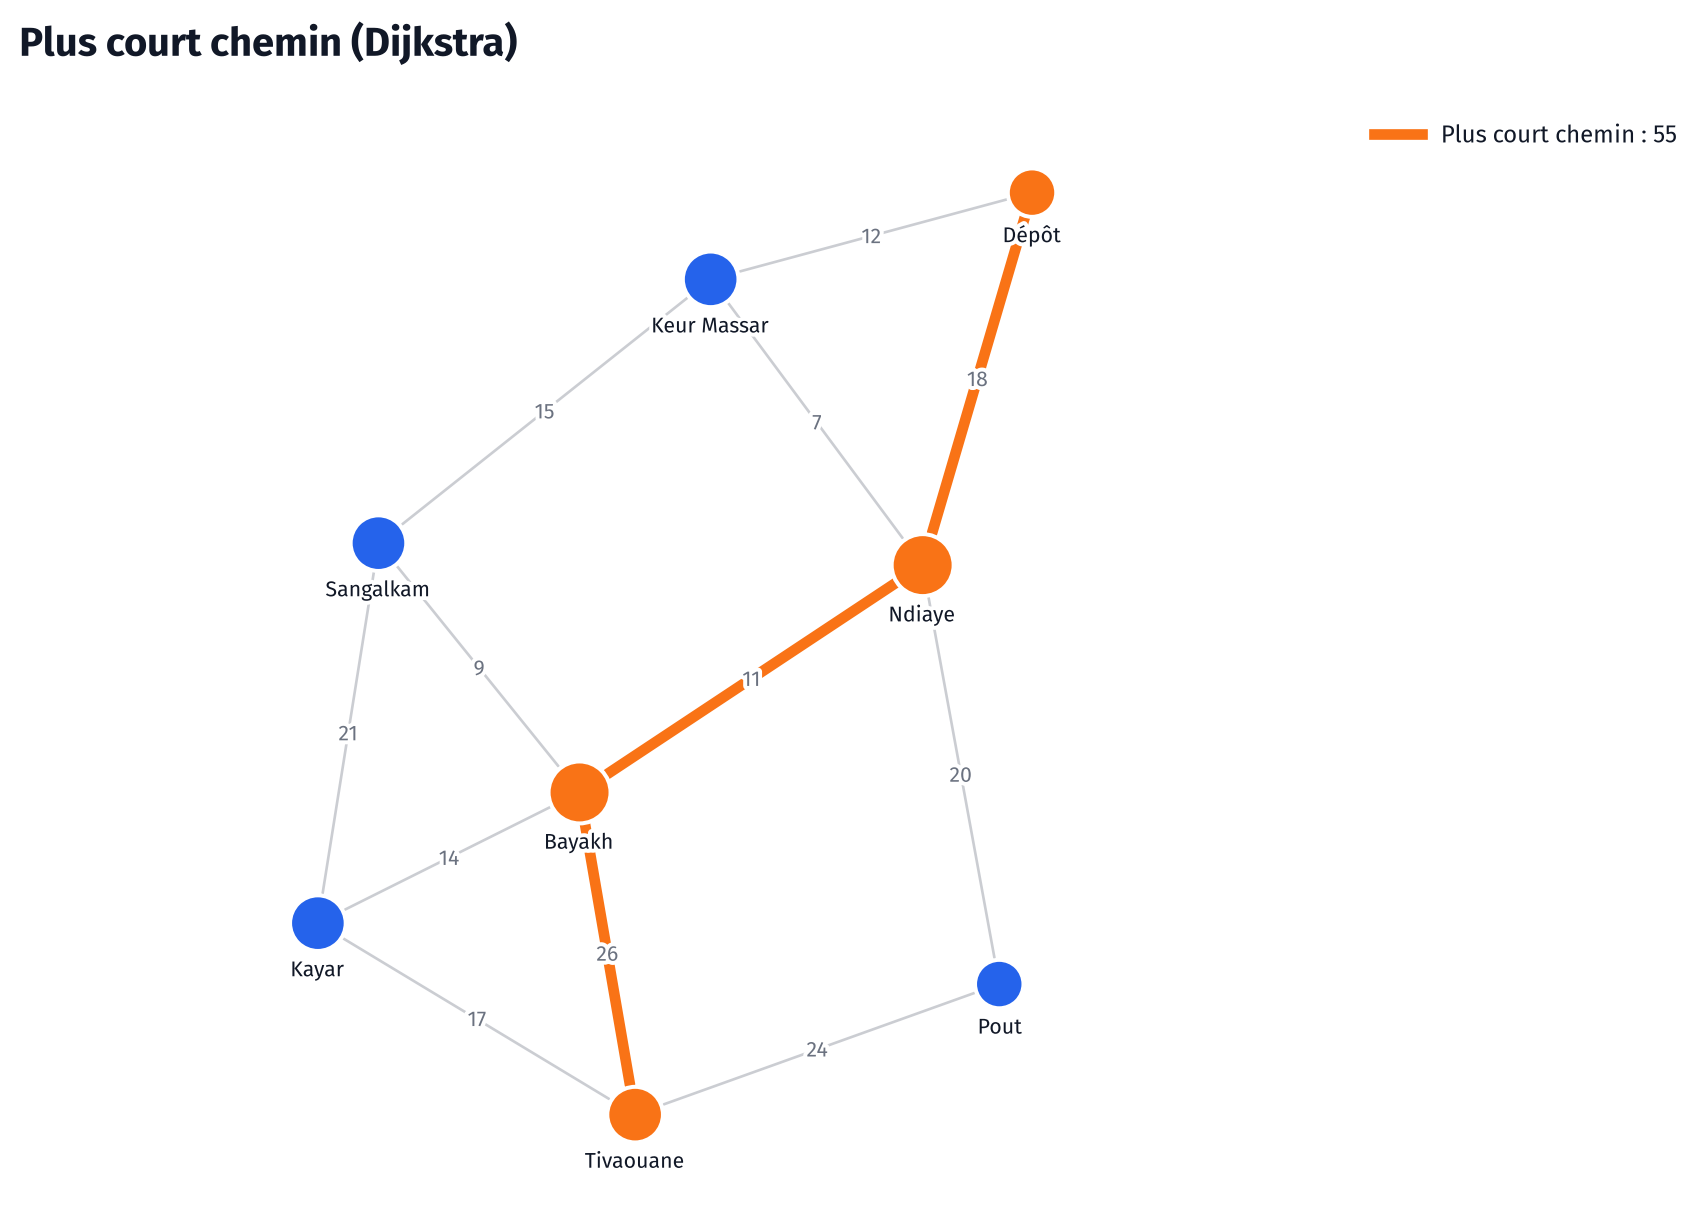 Plus court chemin (Dijkstra)
Plus court chemin : 55
Dépôt
12
Keur Massar
18
15
7
Sangalkam
Ndiaye
9
11
21
20
Bayakh
14
26
Kayar
17
Pout
24
Tivaouane